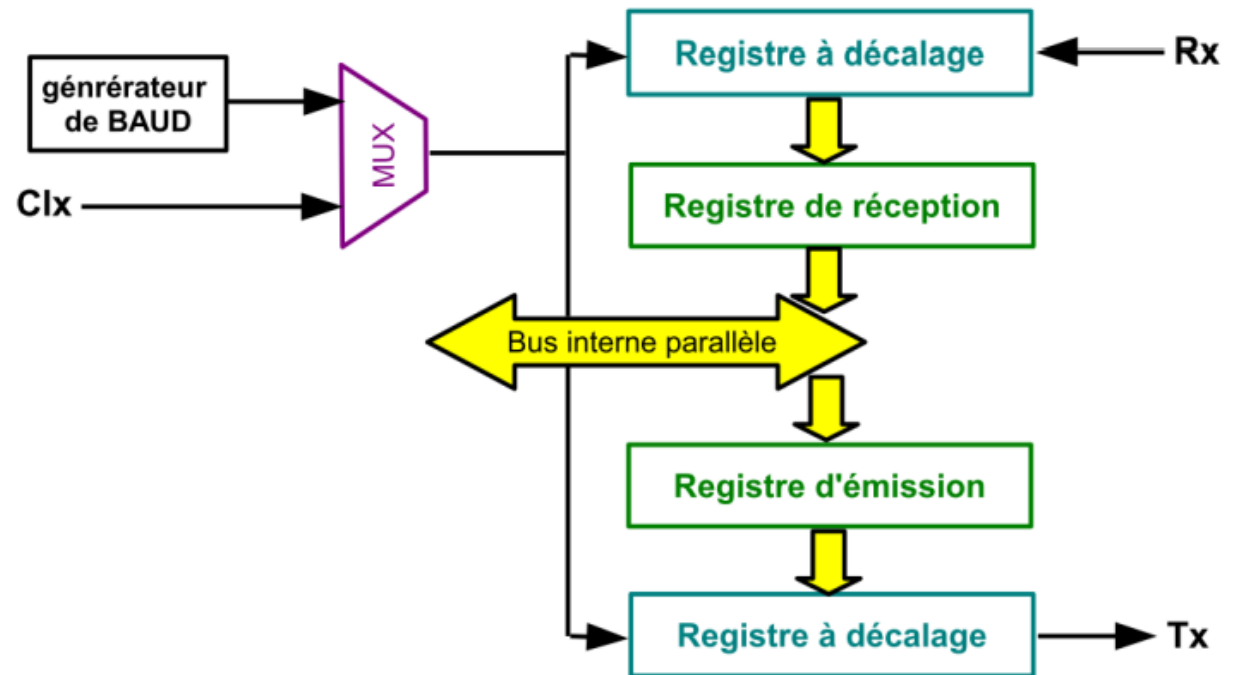 Registre à décalage
Rx
génrérateur
de BAUD
MUX
Clx
Registre de réception
Bus interne parallèle
Registre d'émission
Registre à décalage
Tx